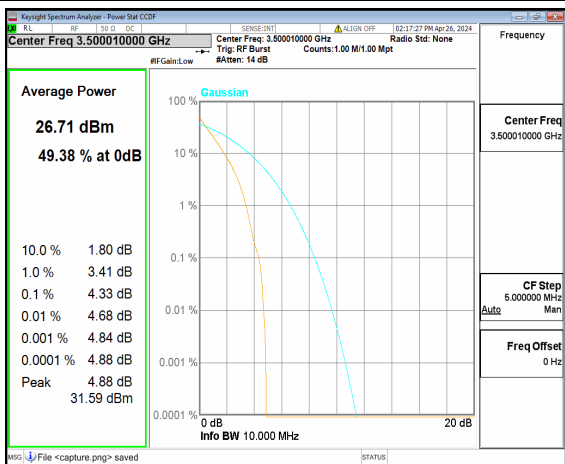 Keysight Spectrum Analyzer - Power Stat CCDF
RL RF 50 Ω DC SENSE:INT ALIGN OFF 02:17:27 PM Apr 26, 2024
Center Freq 3.500010000 GHz
Center Freq: 3.500010000 GHz Radio Std: None
Trig: RF Burst Counts:1.00 M/1.00 Mpt
#IFGain:Low #Atten: 14 dB
Frequency
Average Power
26.71 dBm
49.38 % at 0dB
10.0 % 1.80 dB
1.0 % 3.41 dB
0.1 % 4.33 dB
0.01 % 4.68 dB
0.001 % 4.84 dB
0.0001 % 4.88 dB
Peak 4.88 dB
31.59 dBm
Gaussian
100 %
10 %
1 %
0.1 %
0.01 %
0.001 %
0.0001 %
0 dB 20 dB
Info BW 10.000 MHz
Center Freq
3.500010000 GHz
CF Step
5.000000 MHz
Auto Man
Freq Offset
0 Hz
MSG File <capture.png> saved STATUS